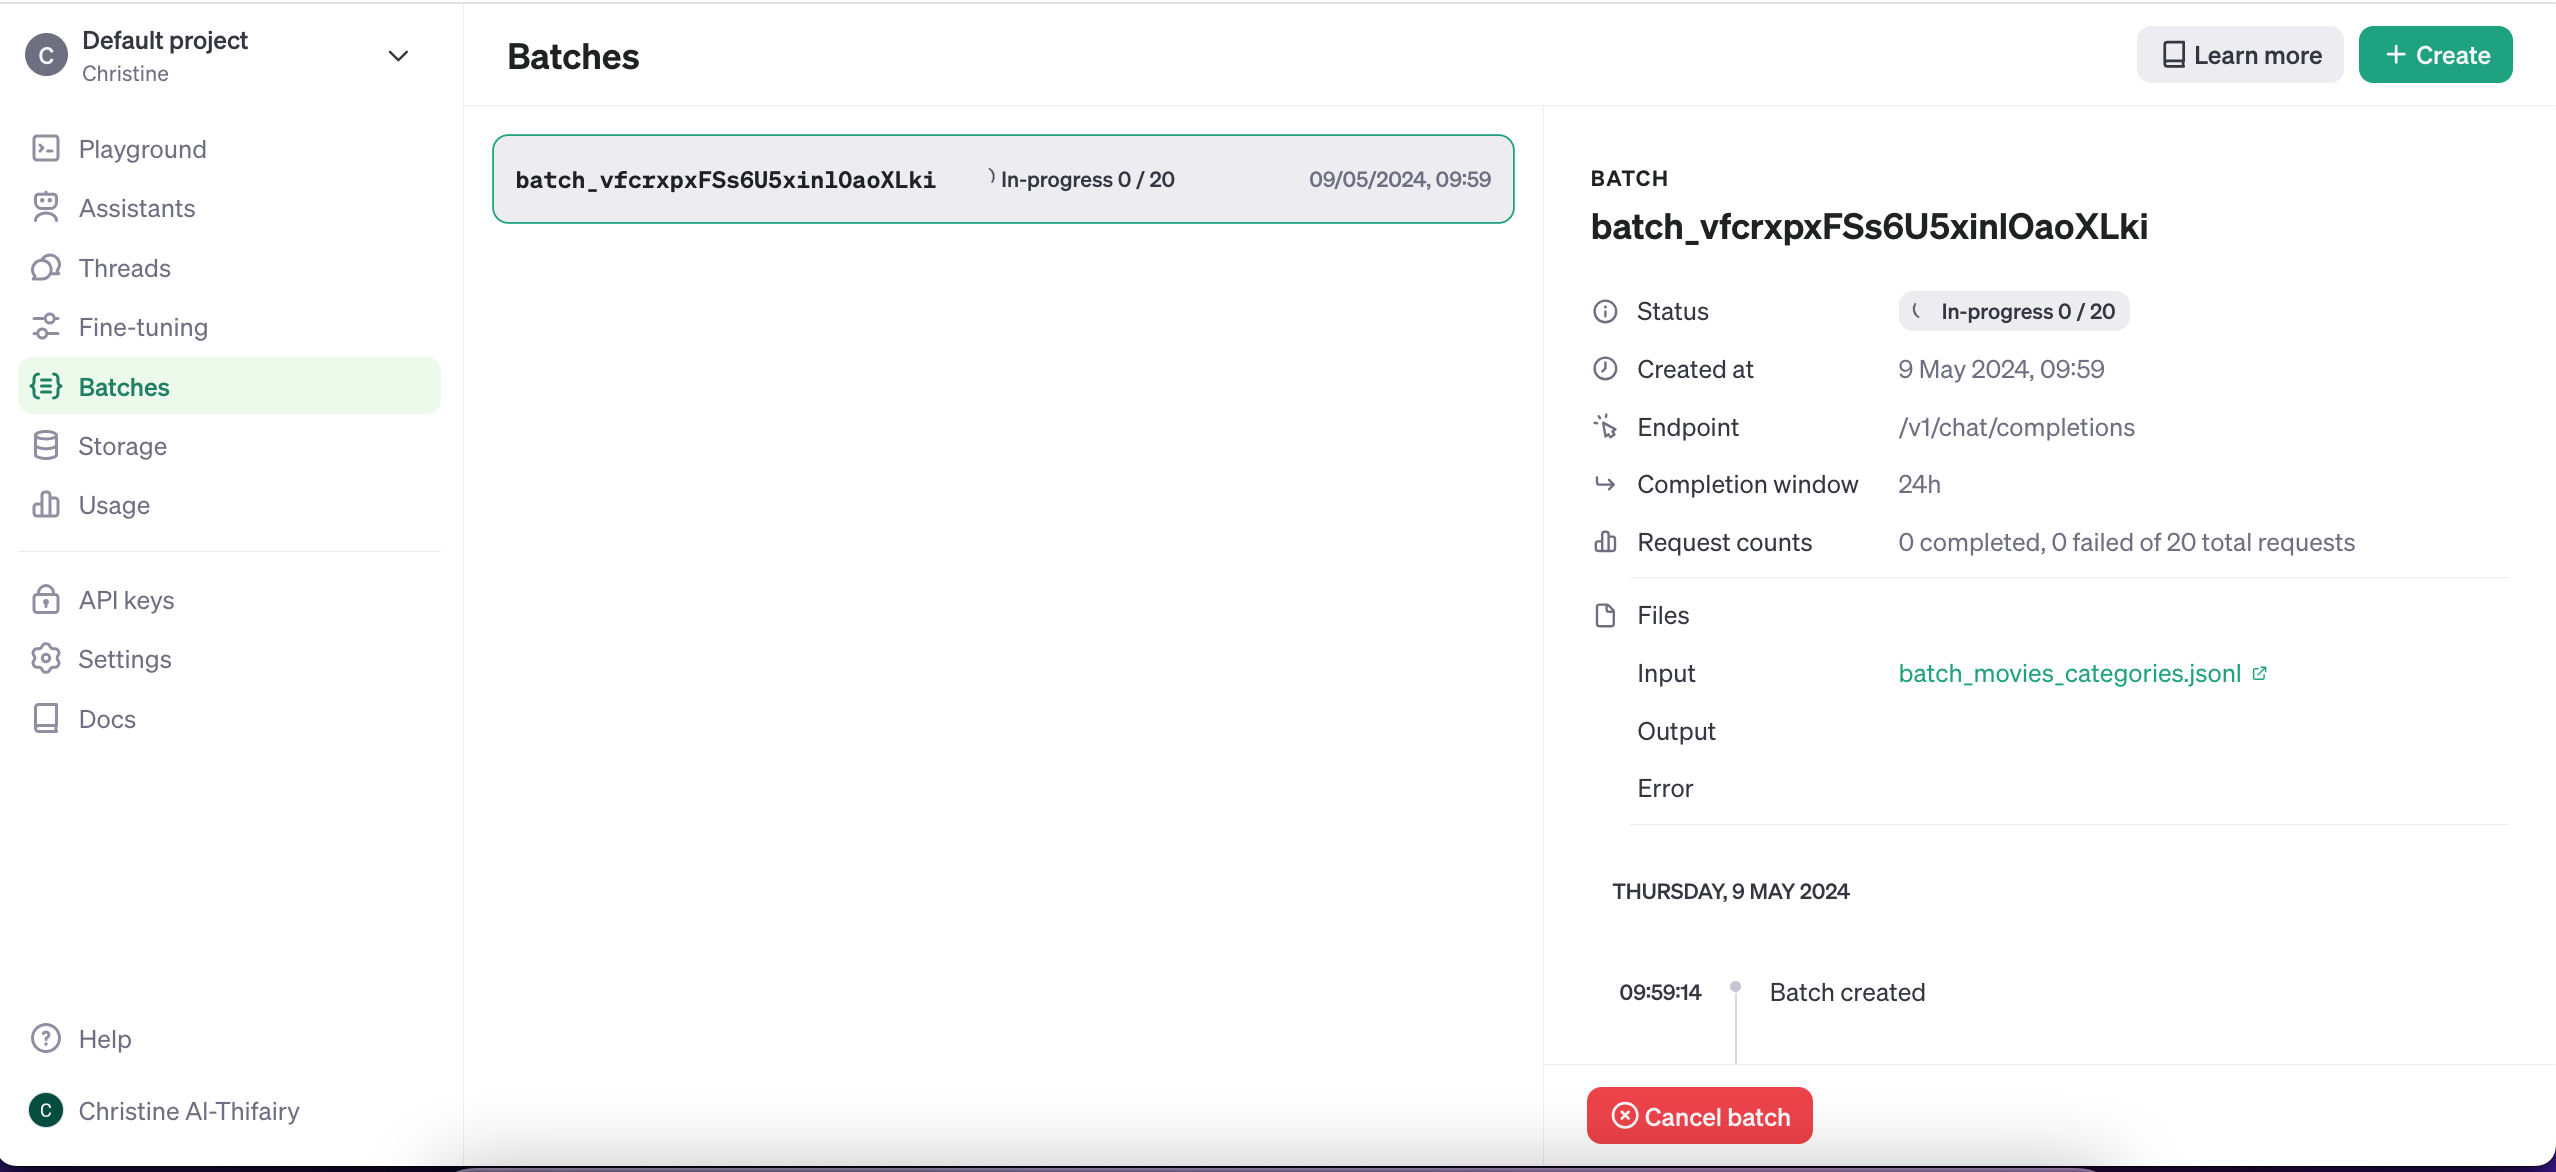 C
Default project
Christine
Playground
Assistants
Threads
Fine-tuning
Batches
Storage
Usage
API keys
Settings
Docs
Help
C
Christine Al-Thifairy
Batches
Learn more
+ Create
batch_vfcrxpxFSs6U5xinlOaoXLki In-progress 0 / 20 09/05/2024, 09:59
BATCH
batch_vfcrxpxFSs6U5xinlOaoXLki
Status In-progress 0 / 20
Created at 9 May 2024, 09:59
Endpoint /v1/chat/completions
Completion window 24h
Request counts 0 completed, 0 failed of 20 total requests
Files
Input batch_movies_categories.jsonl
Output
Error
THURSDAY, 9 MAY 2024
09:59:14 Batch created
Cancel batch